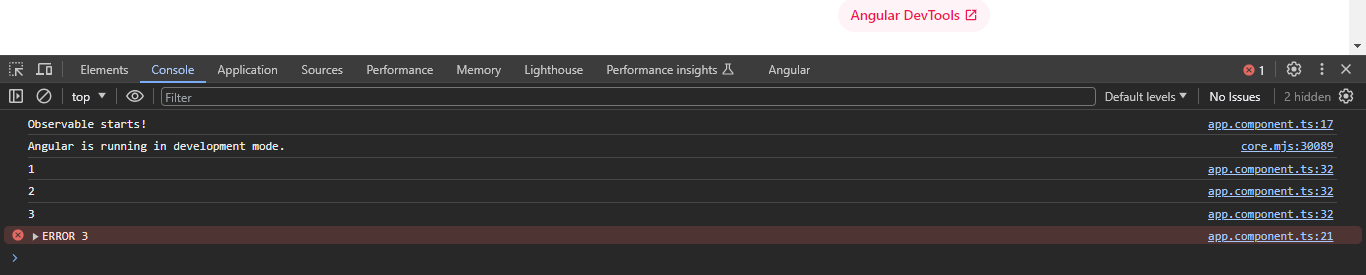 Angular DevTools
Elements Console Application Sources Performance Memory Lighthouse Performance insights Angular 1
top Filter Default levels No Issues 2 hidden
Observable starts! app.component.ts:17
Angular is running in development mode. core.mjs:30089
1 app.component.ts:32
2 app.component.ts:32
3 app.component.ts:32
ERROR 3 app.component.ts:21